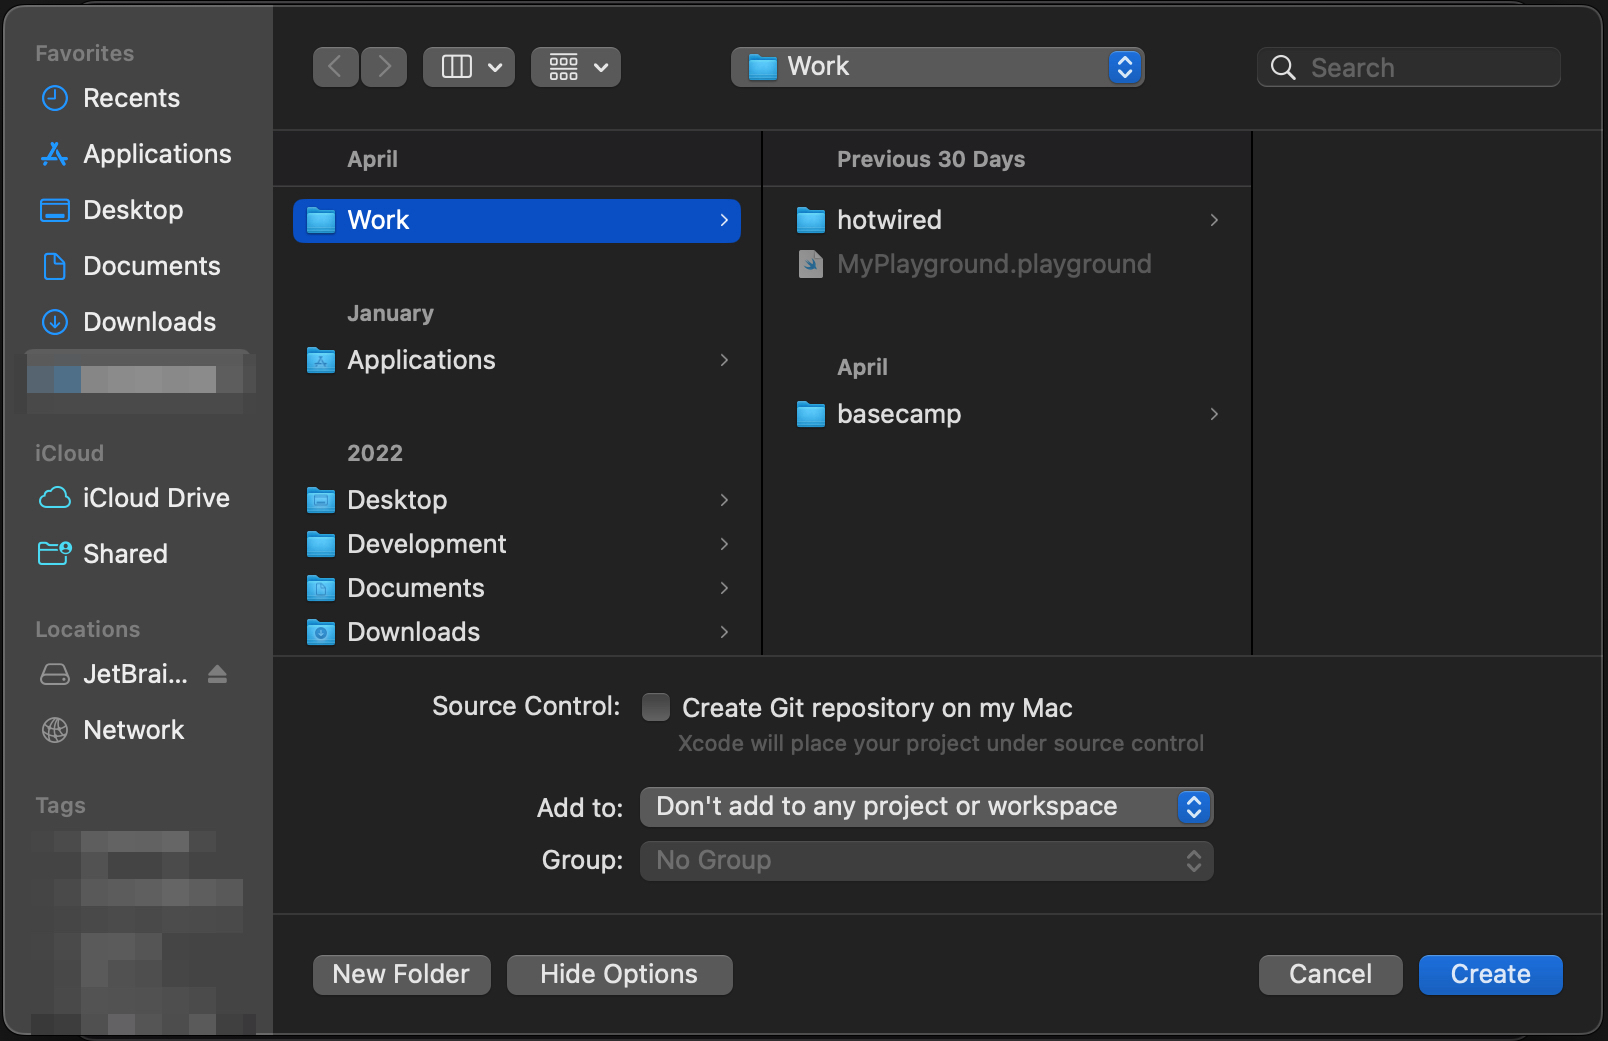 Favorites
Recents
Applications
Desktop
Documents
Downloads
iCloud
iCloud Drive
Shared
Locations
JetBrai...
Network
Tags
Work
Search
April
Work
January
Applications
2022
Desktop
Development
Documents
Downloads
Previous 30 Days
hotwired
MyPlayground.playground
April
basecamp
Source Control: Create Git repository on my Mac
Xcode will place your project under source control
Add to: Don't add to any project or workspace
Group: No Group
New Folder Hide Options Cancel Create